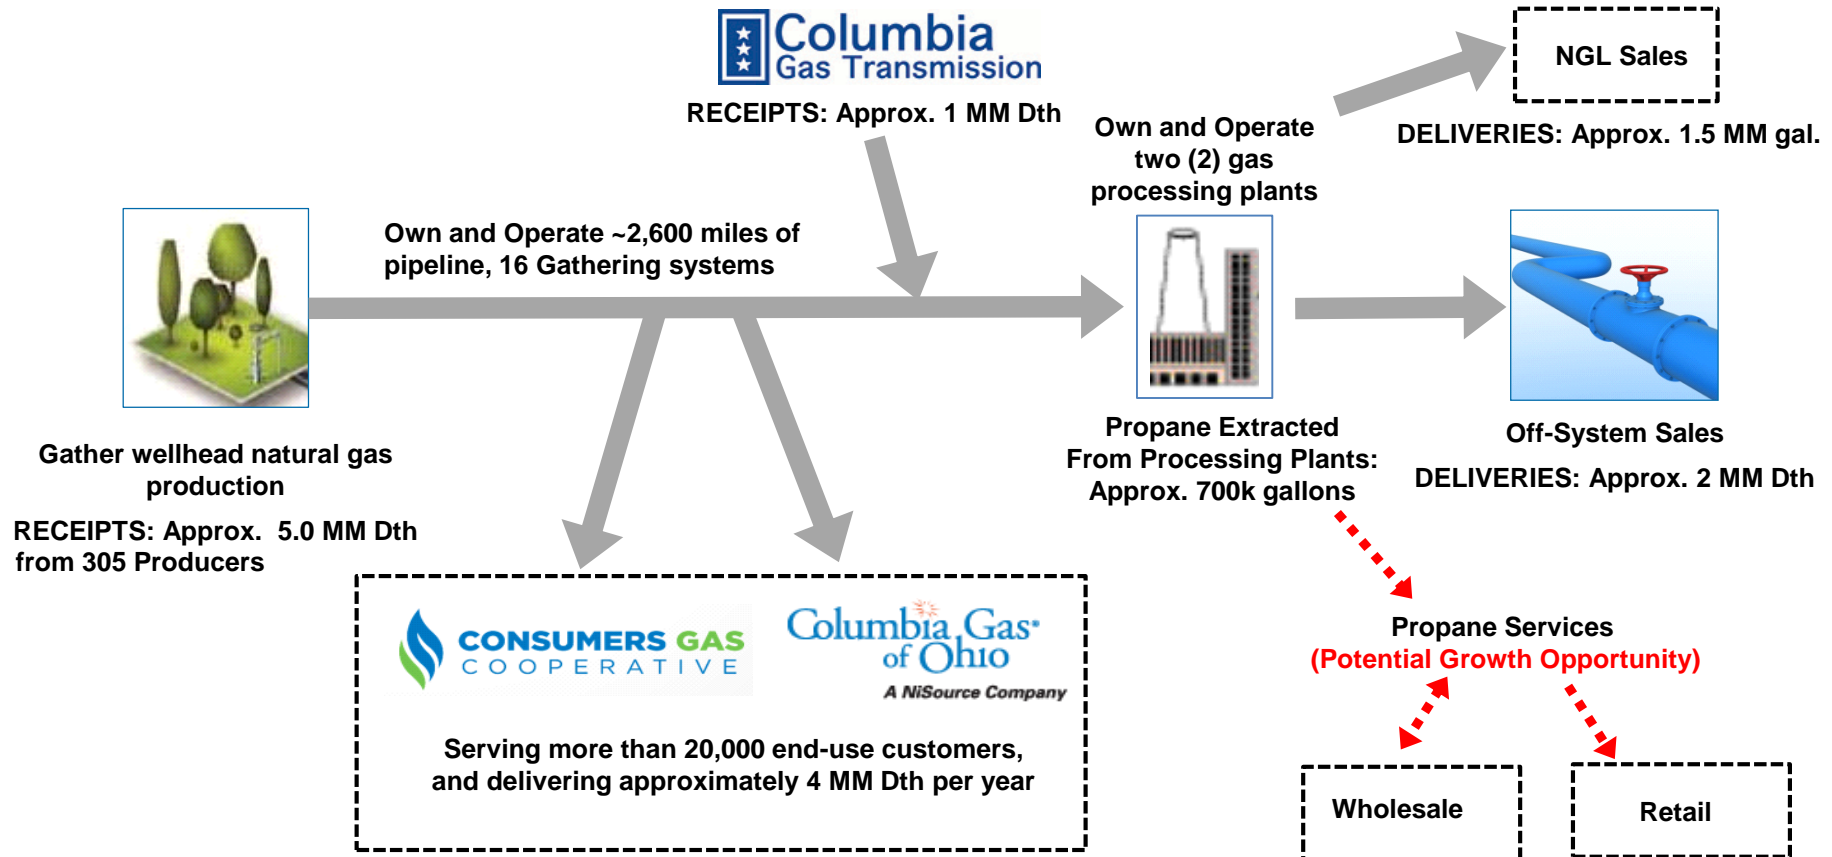 Columbia
Gas Transmission
RECEIPTS: Approx. 1 MM Dth
NGL Sales
DELIVERIES: Approx. 1.5 MM gal.
Own and Operate
two (2) gas
processing plants
Own and Operate ~2,600 miles of
pipeline, 16 Gathering systems
Gather wellhead natural gas
production
RECEIPTS: Approx. 5.0 MM Dth
from 305 Producers
Propane Extracted
From Processing Plants:
Approx. 700k gallons
Off-System Sales
DELIVERIES: Approx. 2 MM Dth
CONSUMERS GAS
COOPERATIVE
Columbia Gas
of Ohio
A NiSource Company
Serving more than 20,000 end-use customers,
and delivering approximately 4 MM Dth per year
Propane Services
(Potential Growth Opportunity)
Wholesale
Retail